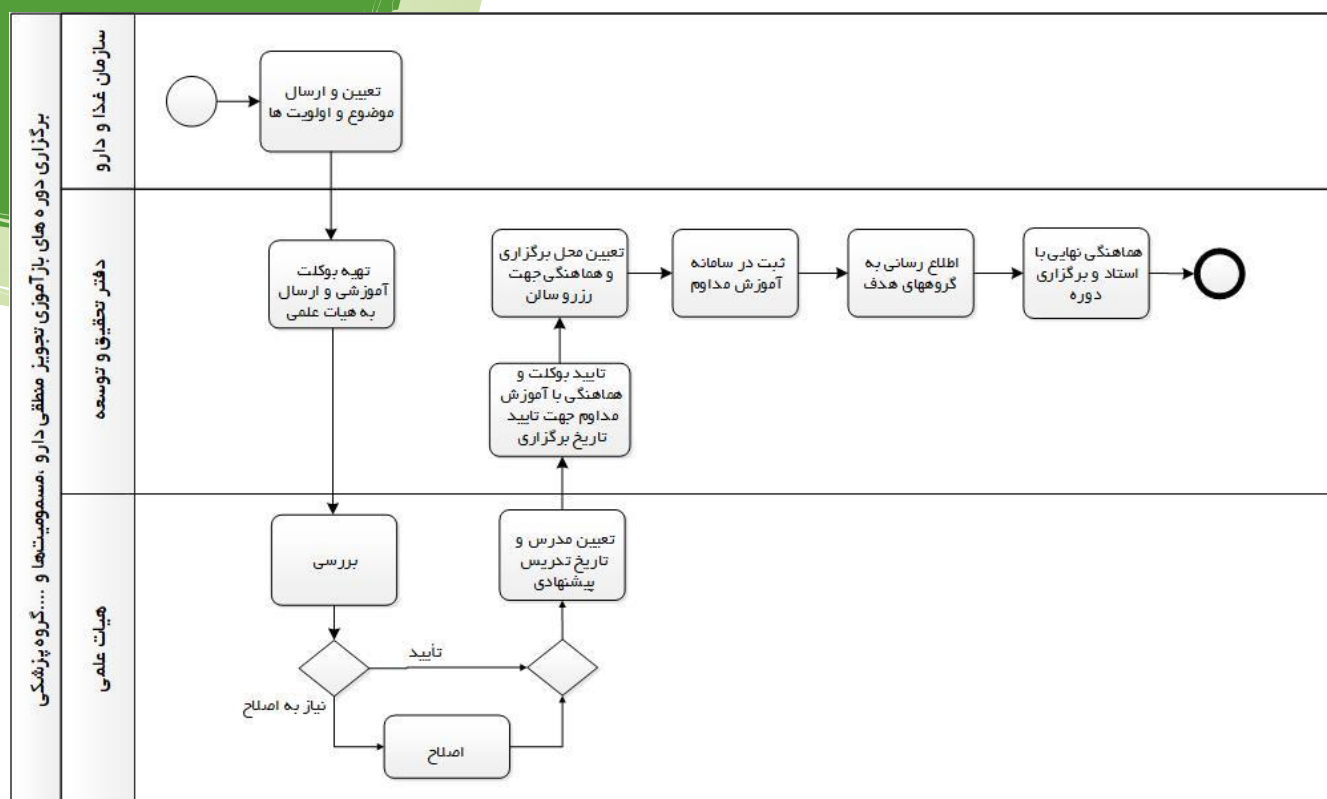 برگزاری دوره های بازآموزی تجویز منطقی دارو ،مسمومیت‌ها و ....گروه پزشکی
سازمان غذا و دارو
تعیین و ارسال
موضوع و اولویت ها
دفتر تحقیق و توسعه
تهیه بوکلت
آموزشی و ارسال
به هیات علمی
تعیین محل برگزاری
و هماهنگی جهت
رزرو سالن
ثبت در سامانه
آموزش مداوم
اطلاع رسانی به
گروههای هدف
هماهنگی نهایی با
استاد و برگزاری
دوره
تایید بوکلت و
هماهنگی با آموزش
مداوم جهت تایید
تاریخ برگزاری
هیات علمی
بررسی
تعیین مدرس و
تاریخ تدریس
پیشنهادی
تأیید
نیاز به اصلاح
اصلاح